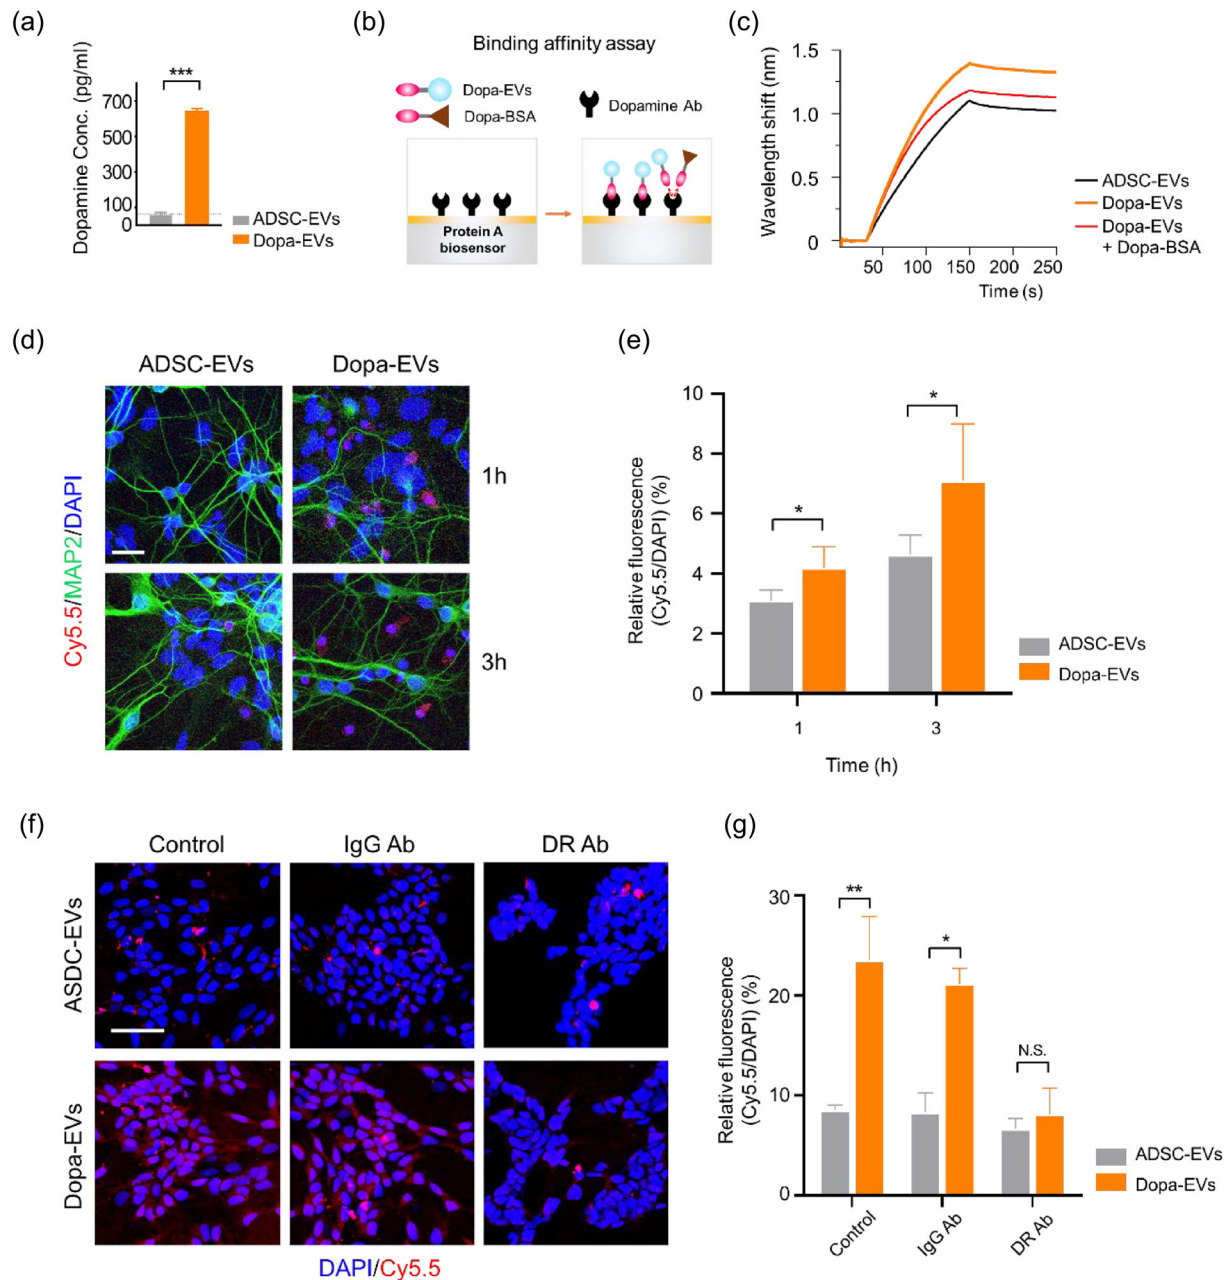 (a)
Dopamine Conc. (pg/ml)
700
500
300
100
0
***
ADSC-EVs
Dopa-EVs
(b)
Binding affinity assay
Dopa-EVs
Dopa-BSA
Dopamine Ab
Protein A
biosensor
(c)
Wavelength shift (nm)
1.5
1.0
0.5
0
50
100
150
200
250
Time (s)
ADSC-EVs
Dopa-EVs
Dopa-EVs
+ Dopa-BSA
(d)
ADSC-EVs
Dopa-EVs
Cy5.5/MAP2/DAPI
1h
3h
(e)
Relative fluorescence
(Cy5.5/DAPI) (%)
10
8
6
4
2
0
*
*
1
3
Time (h)
ADSC-EVs
Dopa-EVs
(f)
Control
IgG Ab
DR Ab
ASDC-EVs
Dopa-EVs
DAPI/Cy5.5
(g)
Relative fluorescence
(Cy5.5/DAPI) (%)
30
20
10
0
**
*
N.S.
Control
IgG Ab
DR Ab
ADSC-EVs
Dopa-EVs